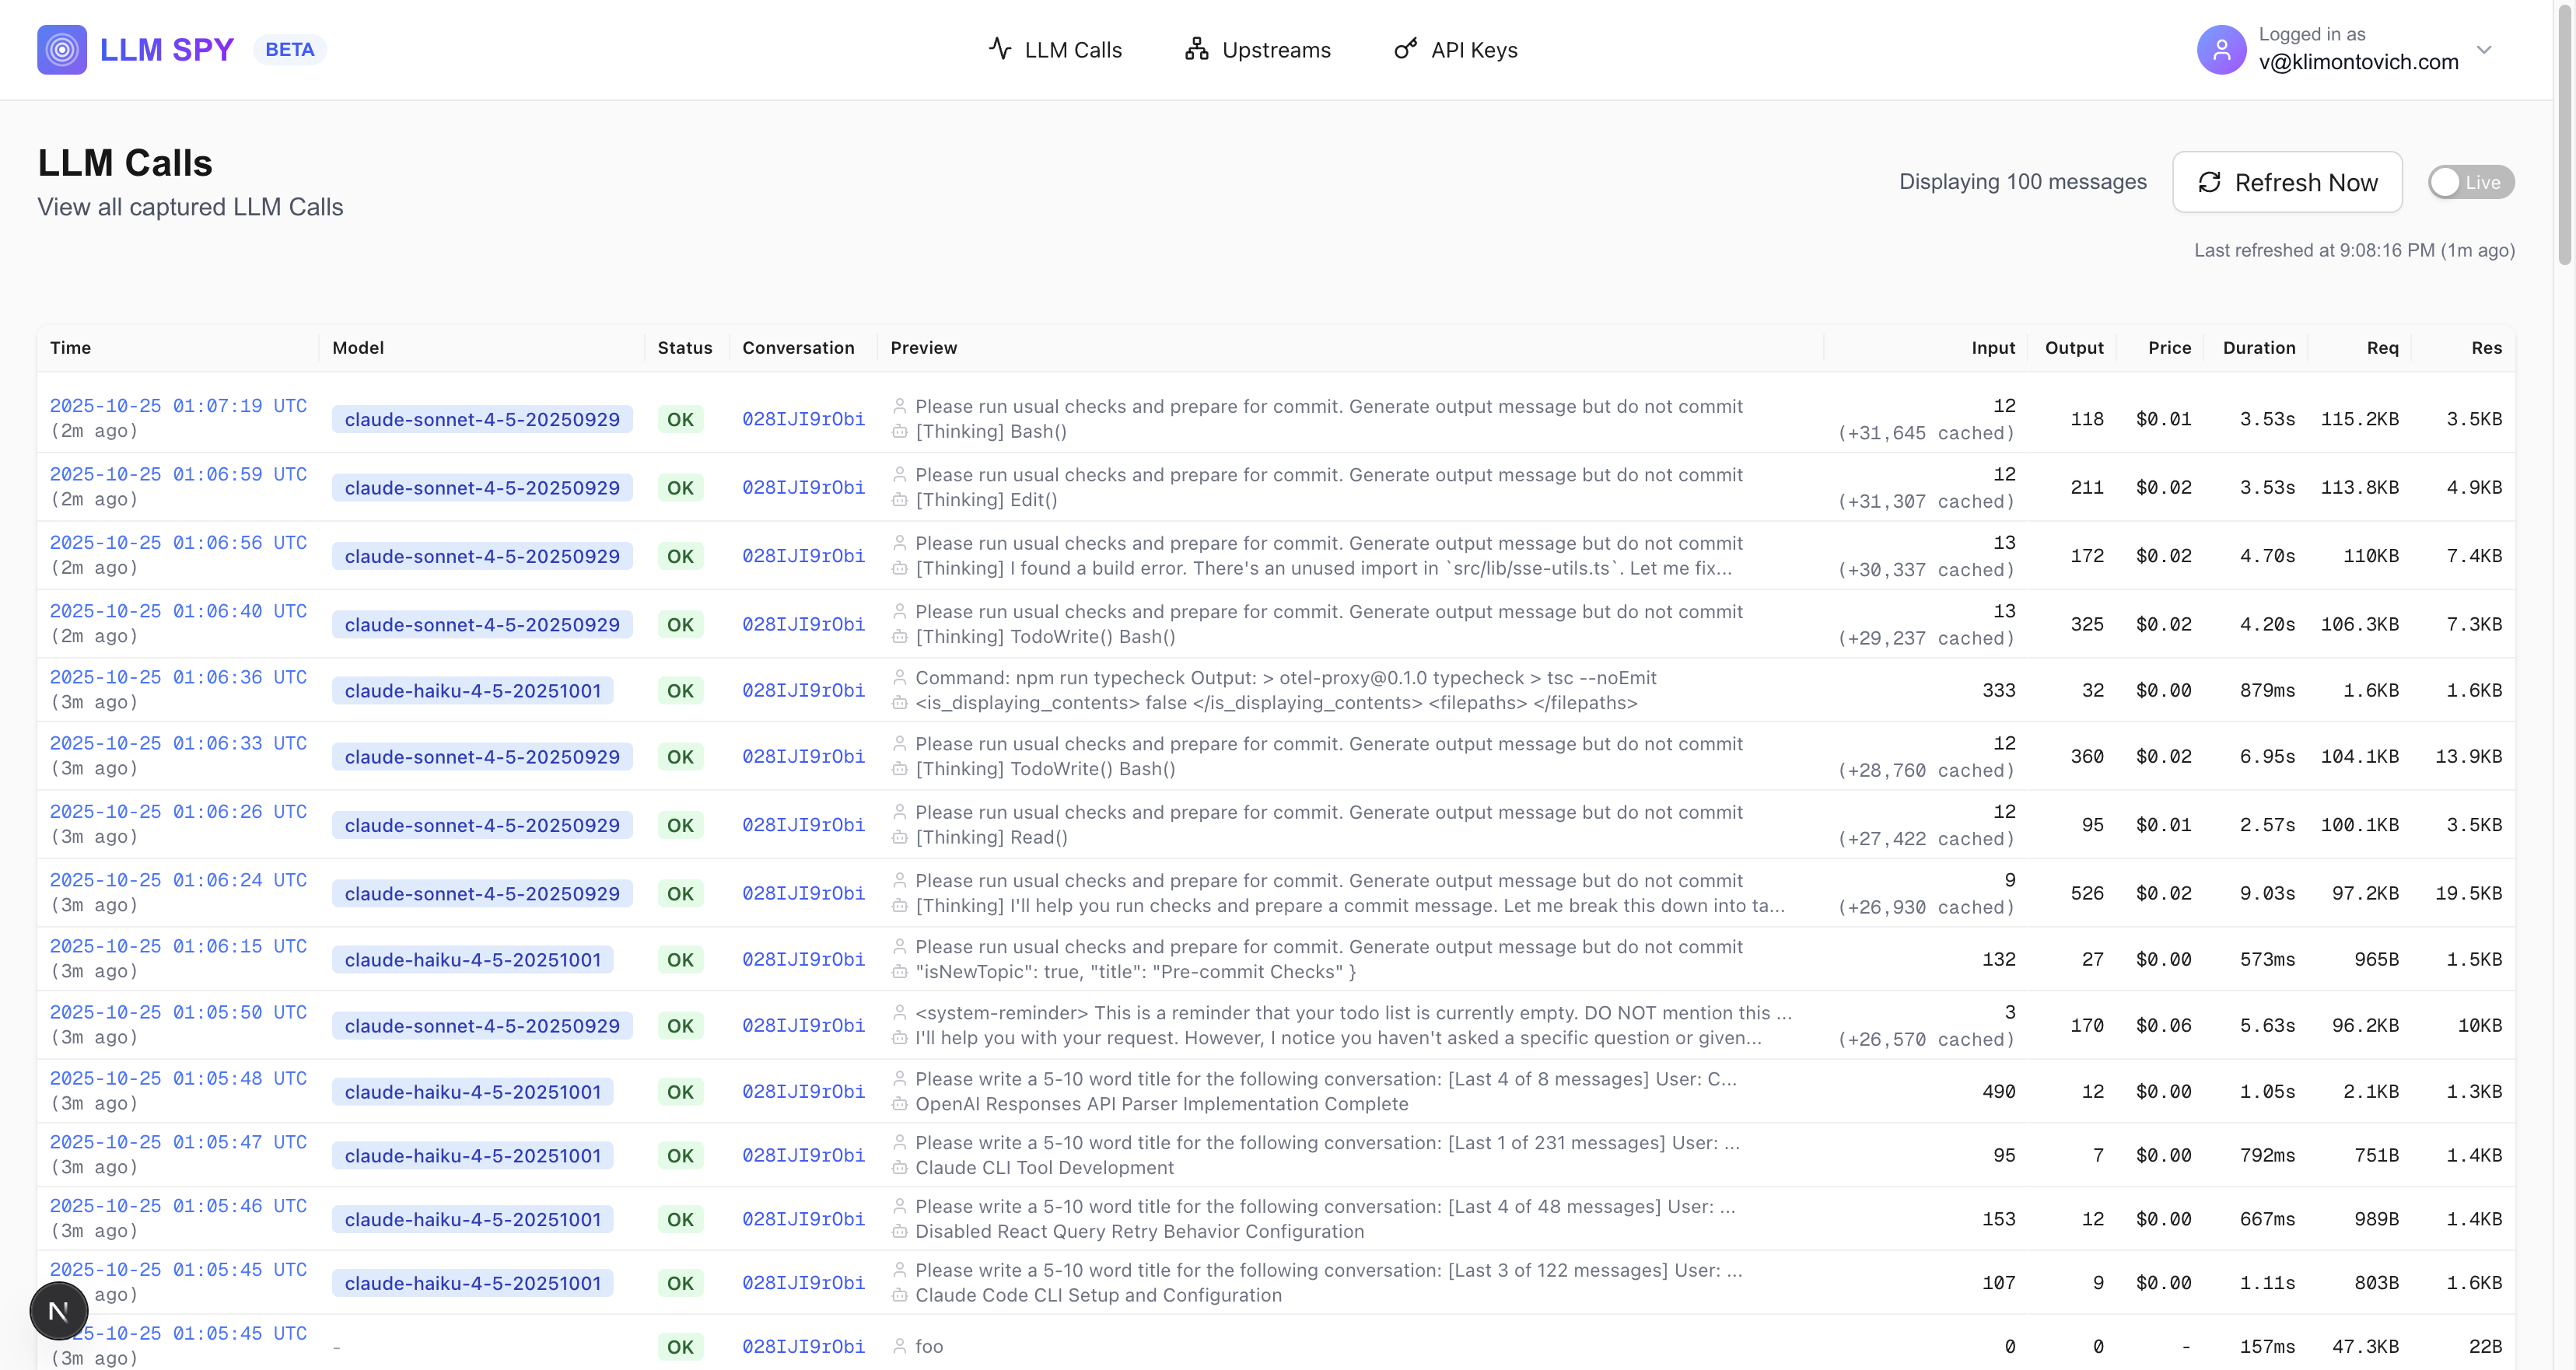 LLM SPY BETA LLM Calls Upstreams API Keys Logged in as
v@klimontovich.com
LLM Calls
View all captured LLM Calls
Displaying 100 messages Refresh Now Live
Last refreshed at 9:08:16 PM (1m ago)
Time Model Status Conversation Preview Input Output Price Duration Req Res
2025-10-25 01:07:19 UTC Please run usual checks and prepare for commit. Generate output message but do not commit 12
(2m ago) claude-sonnet-4-5-20250929 OK 028IJI9rObi [Thinking] Bash() (+31,645 cached) 118 $0.01 3.53s 115.2KB 3.5KB
2025-10-25 01:06:59 UTC Please run usual checks and prepare for commit. Generate output message but do not commit 12
(2m ago) claude-sonnet-4-5-20250929 OK 028IJI9rObi [Thinking] Edit() (+31,307 cached) 211 $0.02 3.53s 113.8KB 4.9KB
2025-10-25 01:06:56 UTC Please run usual checks and prepare for commit. Generate output message but do not commit 13
(2m ago) claude-sonnet-4-5-20250929 OK 028IJI9rObi [Thinking] I found a build error. There's an unused import in `src/lib/sse-utils.ts`. Let me fix... (+30,337 cached) 172 $0.02 4.70s 110KB 7.4KB
2025-10-25 01:06:40 UTC Please run usual checks and prepare for commit. Generate output message but do not commit 13
(2m ago) claude-sonnet-4-5-20250929 OK 028IJI9rObi [Thinking] TodoWrite() Bash() (+29,237 cached) 325 $0.02 4.20s 106.3KB 7.3KB
2025-10-25 01:06:36 UTC Command: npm run typecheck Output: > otel-proxy@0.1.0 typecheck > tsc --noEmit
(3m ago) claude-haiku-4-5-20251001 OK 028IJI9rObi <is_displaying_contents> false </is_displaying_contents> <filepaths> </filepaths> 333 32 $0.00 879ms 1.6KB 1.6KB
2025-10-25 01:06:33 UTC Please run usual checks and prepare for commit. Generate output message but do not commit 12
(3m ago) claude-sonnet-4-5-20250929 OK 028IJI9rObi [Thinking] TodoWrite() Bash() (+28,760 cached) 360 $0.02 6.95s 104.1KB 13.9KB
2025-10-25 01:06:26 UTC Please run usual checks and prepare for commit. Generate output message but do not commit 12
(3m ago) claude-sonnet-4-5-20250929 OK 028IJI9rObi [Thinking] Read() (+27,422 cached) 95 $0.01 2.57s 100.1KB 3.5KB
2025-10-25 01:06:24 UTC Please run usual checks and prepare for commit. Generate output message but do not commit 9
(3m ago) claude-sonnet-4-5-20250929 OK 028IJI9rObi [Thinking] I'll help you run checks and prepare a commit message. Let me break this down into ta... (+26,930 cached) 526 $0.02 9.03s 97.2KB 19.5KB
2025-10-25 01:06:15 UTC Please run usual checks and prepare for commit. Generate output message but do not commit
(3m ago) claude-haiku-4-5-20251001 OK 028IJI9rObi "isNewTopic": true, "title": "Pre-commit Checks" } 132 27 $0.00 573ms 965B 1.5KB
2025-10-25 01:05:50 UTC <system-reminder> This is a reminder that your todo list is currently empty. DO NOT mention this ... 3
(3m ago) claude-sonnet-4-5-20250929 OK 028IJI9rObi I'll help you with your request. However, I notice you haven't asked a specific question or given... (+26,570 cached) 170 $0.06 5.63s 96.2KB 10KB
2025-10-25 01:05:48 UTC Please write a 5-10 word title for the following conversation: [Last 4 of 8 messages] User: C...
(3m ago) claude-haiku-4-5-20251001 OK 028IJI9rObi OpenAI Responses API Parser Implementation Complete 490 12 $0.00 1.05s 2.1KB 1.3KB
2025-10-25 01:05:47 UTC Please write a 5-10 word title for the following conversation: [Last 1 of 231 messages] User: ...
(3m ago) claude-haiku-4-5-20251001 OK 028IJI9rObi Claude CLI Tool Development 95 7 $0.00 792ms 751B 1.4KB
2025-10-25 01:05:46 UTC Please write a 5-10 word title for the following conversation: [Last 4 of 48 messages] User: ...
(3m ago) claude-haiku-4-5-20251001 OK 028IJI9rObi Disabled React Query Retry Behavior Configuration 153 12 $0.00 667ms 989B 1.4KB
2025-10-25 01:05:45 UTC Please write a 5-10 word title for the following conversation: [Last 3 of 122 messages] User: ...
ago) claude-haiku-4-5-20251001 OK 028IJI9rObi Claude Code CLI Setup and Configuration 107 9 $0.00 1.11s 803B 1.6KB
N
25-10-25 01:05:45 UTC
(3m ago) - OK 028IJI9rObi foo 0 0 - 157ms 47.3KB 22B